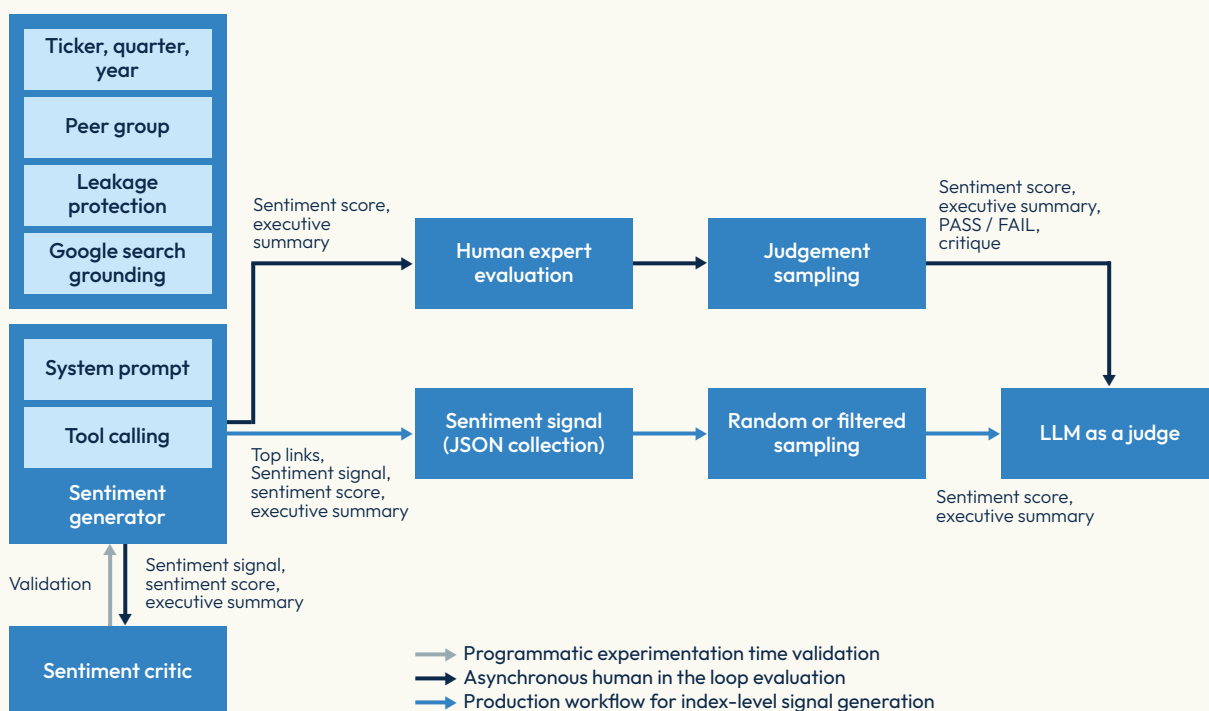 Ticker, quarter,
year
Peer group
Leakage
protection
Google search
grounding
System prompt
Tool calling
Sentiment
generator
Validation
Sentiment signal,
sentiment score,
executive summary
Sentiment critic
Sentiment score,
executive
summary
Human expert
evaluation
Judgement
sampling
Sentiment score,
executive summary,
PASS / FAIL,
critique
Top links,
Sentiment signal,
sentiment score,
executive summary
Sentiment signal
(JSON collection)
Random or filtered
sampling
Sentiment score,
executive summary
LLM as a judge
Programmatic experimentation time validation
Asynchronous human in the loop evaluation
Production workflow for index-level signal generation